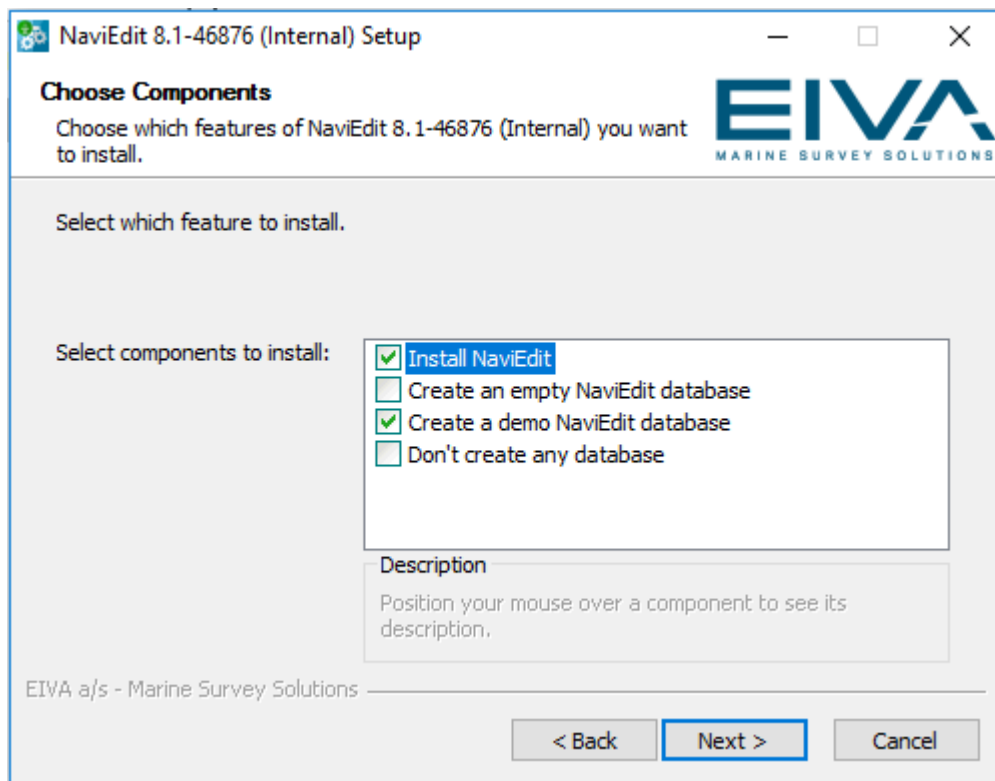 NaviEdit 8.1-46876 (Internal) Setup
Choose Components
Choose which features of NaviEdit 8.1-46876 (Internal) you want
to install.
EIVA
MARINE SURVEY SOLUTIONS
Select which feature to install.
Select components to install:
Install NaviEdit
Create an empty NaviEdit database
Create a demo NaviEdit database
Don't create any database
Description
Position your mouse over a component to see its
description.
EIVA a/s - Marine Survey Solutions
< Back
Next >
Cancel